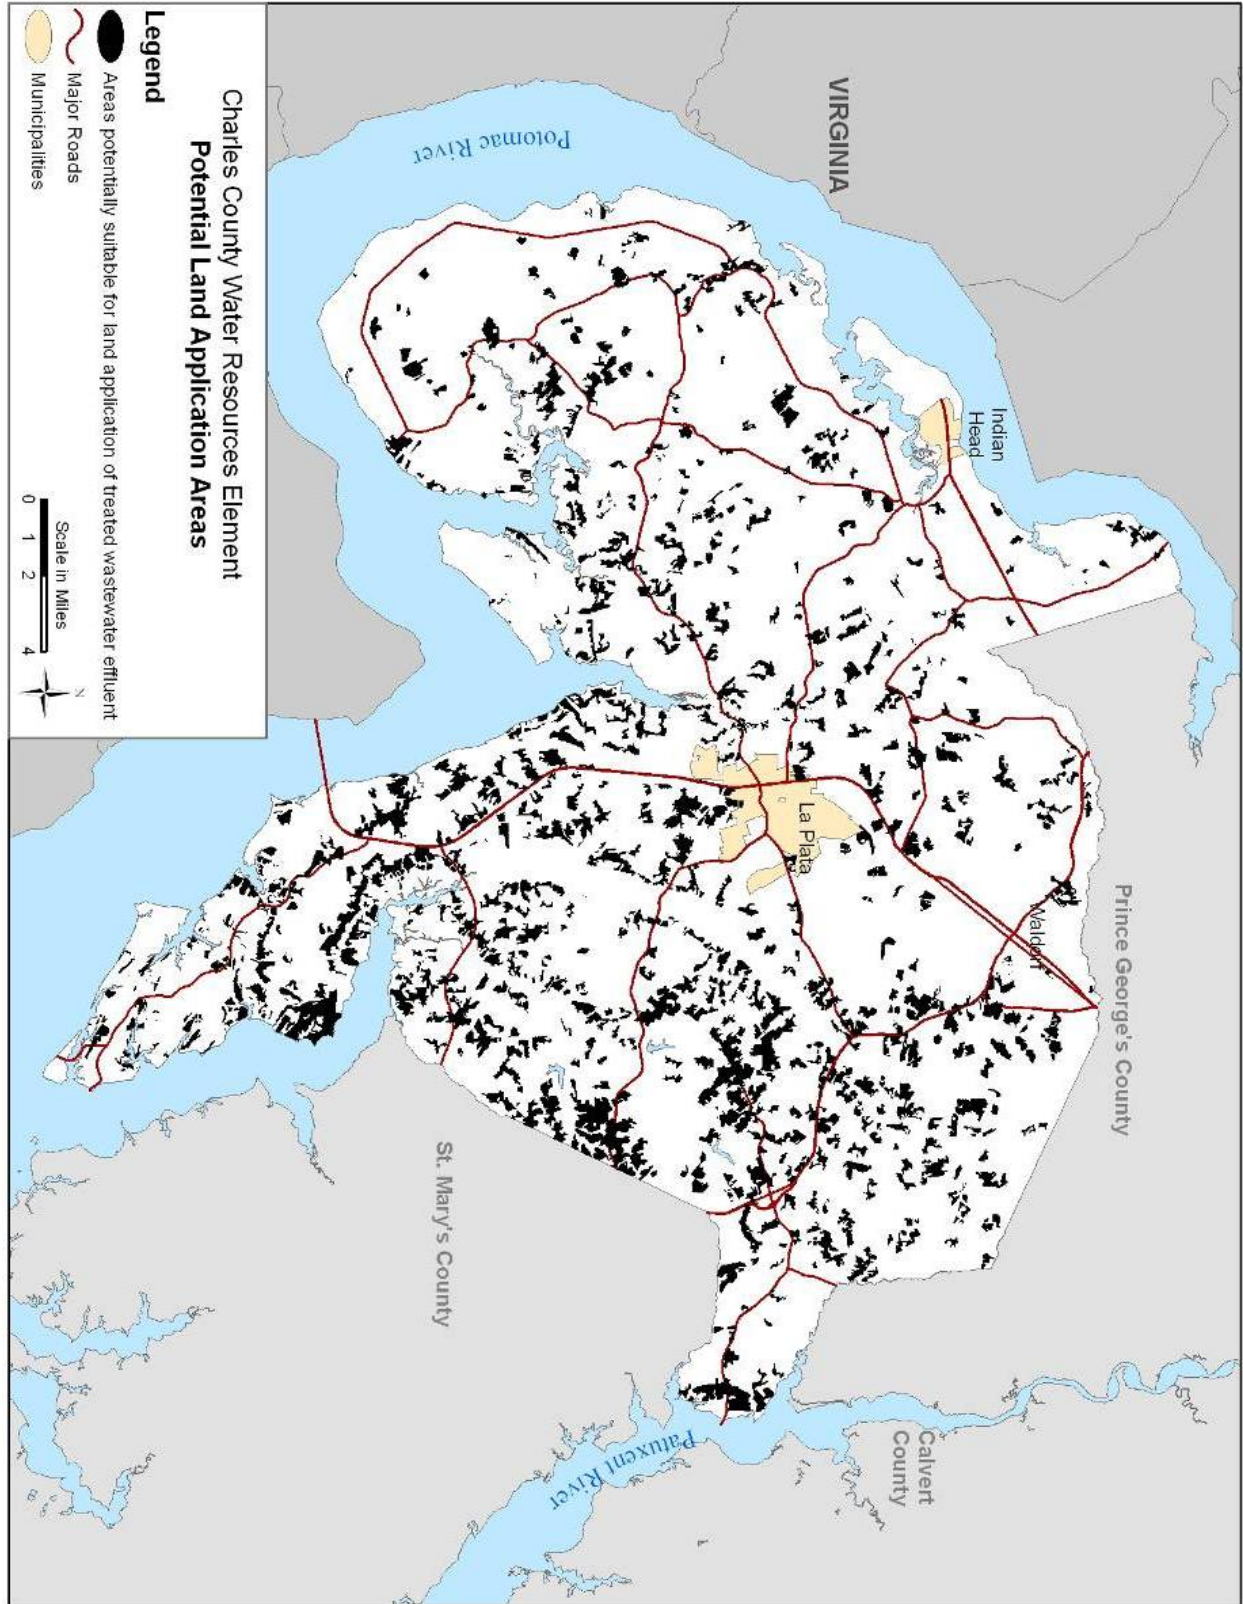 Charles County Water Resources Element
Potential Land Application Areas
Legend
Areas potentially suitable for land application of treated wastewater effluent
Major Roads
Municipalities
Scale in Miles
0 1 2 4
N
VIRGINIA
Potomac River
Indian
Head
La Plata
Waldorf
Prince George's County
St. Mary's County
Calvert
County
Patuxent River